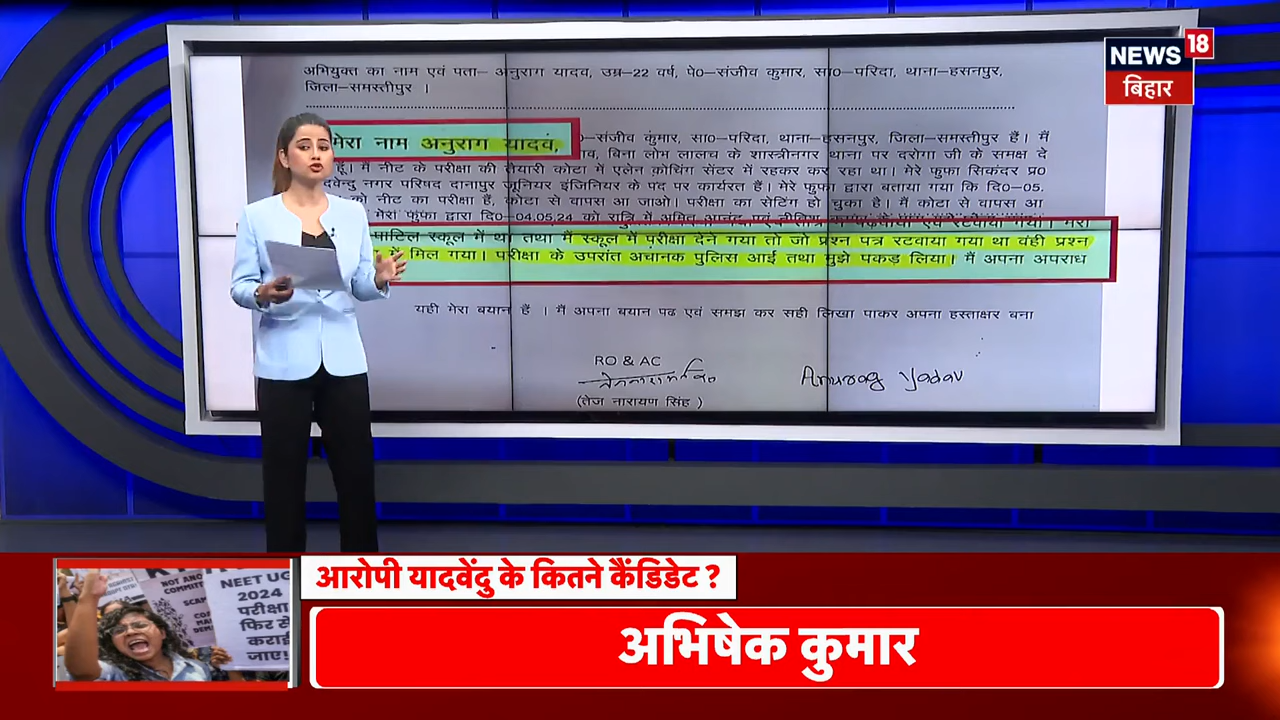 NEWS 18
बिहार
अभियुक्त का नाम एवं पता– अनुराग यादव, उम्र–22 वर्ष, पे0–संजीव कुमार, सा0–परिदा, थाना–हसनपुर,
जिला–समस्तीपुर ।
मेरा नाम अनुराग यादव,
0–संजीव कुमार, सा0–परिदा, थाना–हसनपुर, जिला–समस्तीपुर हैं। मैं
बिना लोभ लालच के शास्त्रीनगर थाना पर दरोगा जी के समक्ष दे
हूं। मैं नीट के परीक्षा की तैयारी कोटा में एलेन कोचिंग सेंटर में रहकर कर रहा था। मेरे फुफा सिकंदर प्र0
नगर परिषद दानापुर जूनियर इंजिनियर के पद पर कार्यरत हैं। मेरे फुफा द्वारा बताया गया कि दि0–05.
को नीट का परीक्षा हैं, कोटा से वापस आ जाओ। परीक्षा का सेटिंग हो चुका है। मैं कोटा से वापस आ
मेरा फुफा द्वारा दि0–04.05.24 को रात्रि में अमित आनंद एवं
स्कूल में था तथा मैं स्कूल में परीक्षा देने गया तो जो प्रश्न पत्र रटवाया गया था वही प्रश्न
में मिल गया। परीक्षा के उपरांत अचानक पुलिस आई तथा मुझे पकड़ लिया। मैं अपना अपराध
यही मेरा बयान हैं । मैं अपना बयान पढ एवं समझ कर सही लिखा पाकर अपना हस्ताक्षर बना
RO & AC
Anurag Yadav
(तेज नारायण सिंह )
NEET UG
2024
परीक्षा
फिर से
कराई
जाए!
आरोपी यादवेंदु के कितने कैंडिडेट ?
अभिषेक कुमार